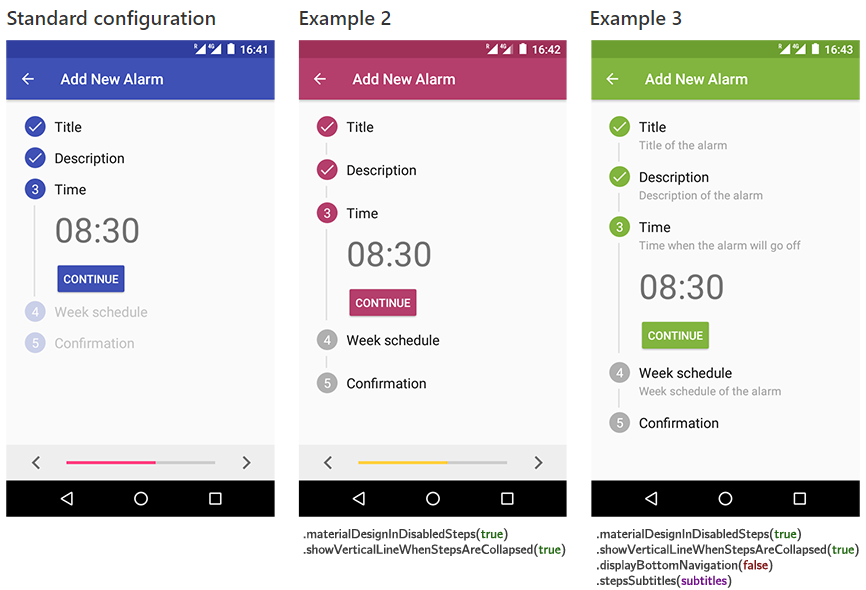 Standard configuration
16:41
Add New Alarm
Title
Description
3 Time
08:30
CONTINUE
4 Week schedule
5 Confirmation
Example 2
R 4G 16:42
Add New Alarm
Title
Description
3 Time
08:30
CONTINUE
4 Week schedule
5 Confirmation
.materialDesignInDisabledSteps(true)
.showVerticalLineWhenStepsAreCollapsed(true)
Example 3
R 4G 16:43
Add New Alarm
Title
Title of the alarm
Description
Description of the alarm
3 Time
Time when the alarm will go off
08:30
CONTINUE
4 Week schedule
Week schedule of the alarm
5 Confirmation
.materialDesignInDisabledSteps(true)
.showVerticalLineWhenStepsAreCollapsed(true)
.displayBottomNavigation(false)
.stepsSubtitles(subtitles)